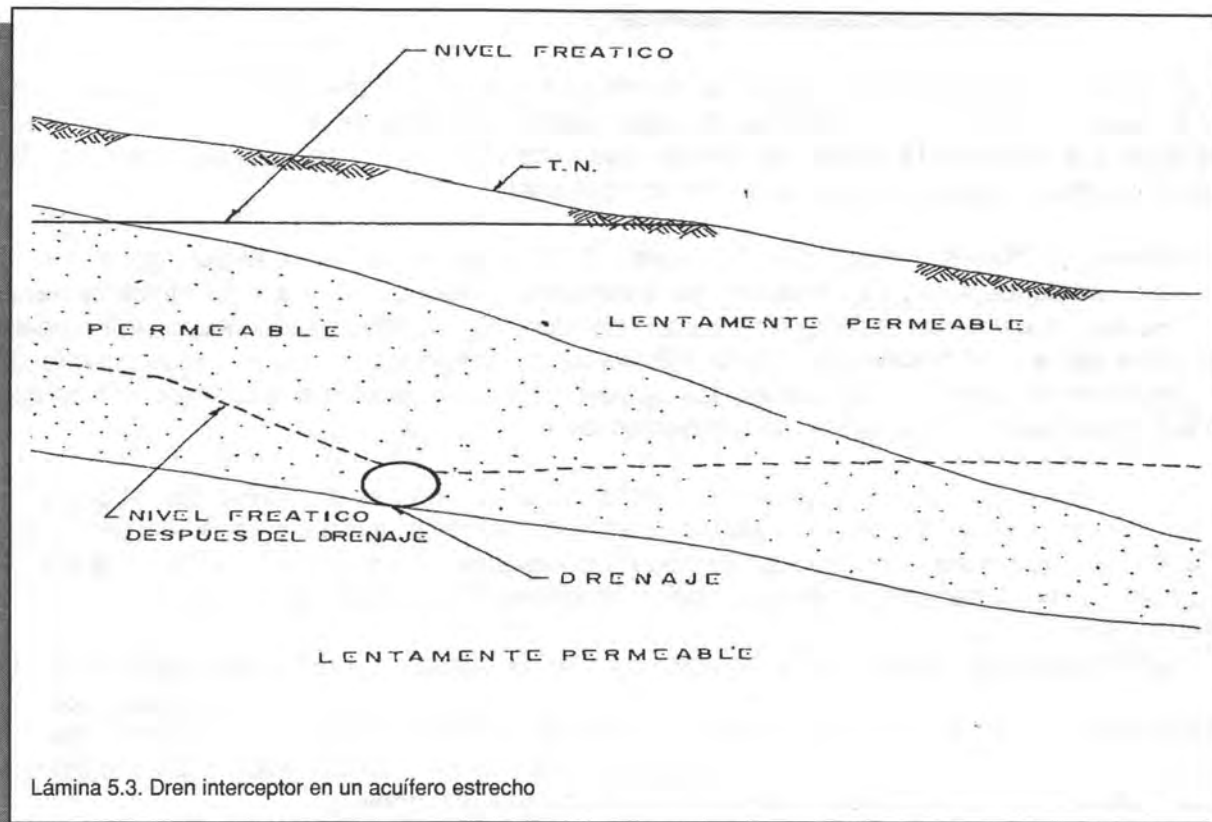 NIVEL FREATICO
T.N.
PERMEABLE
LENTAMENTE PERMEABLE
NIVEL FREATICO
DESPUES DEL DRENAJE
DRENAJE
LENTAMENTE PERMEABLE
Lámina 5.3. Dren interceptor en un acuífero estrecho